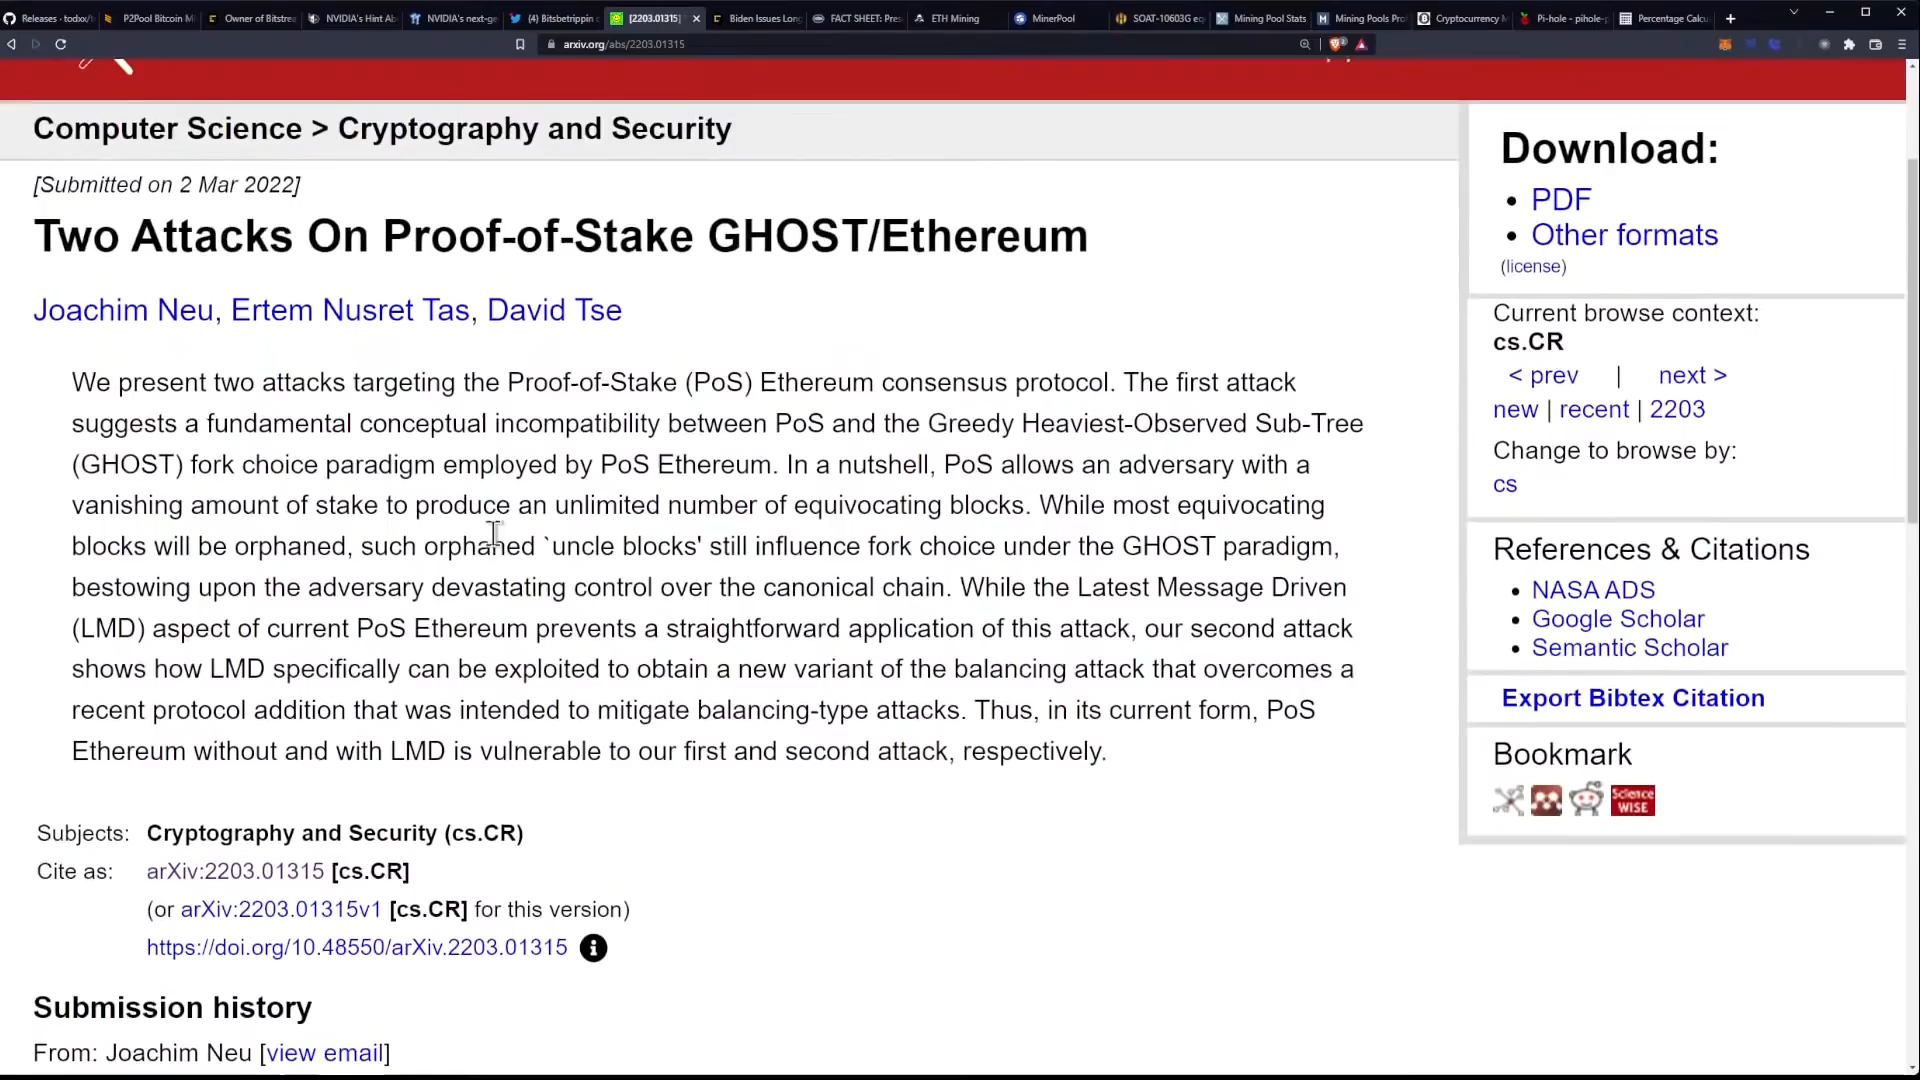 Releases · todxx/t
P2Pool Bitcoin M
Owner of Bitstrea
NVIDIA's Hint Ab
NVIDIA's next-ge
(4) Bitsbetrippin
[2203.01315]
Biden Issues Long
FACT SHEET: Pres
ETH Mining
MinerPool
SOAT-10603G eq
Mining Pool Stats
Mining Pools Pro
Cryptocurrency M
Pi-hole - pihole-p
Percentage Calcu
arxiv.org/abs/2203.01315
Computer Science > Cryptography and Security
[Submitted on 2 Mar 2022]
Two Attacks On Proof-of-Stake GHOST/Ethereum
Joachim Neu, Ertem Nusret Tas, David Tse
We present two attacks targeting the Proof-of-Stake (PoS) Ethereum consensus protocol. The first attack
suggests a fundamental conceptual incompatibility between PoS and the Greedy Heaviest-Observed Sub-Tree
(GHOST) fork choice paradigm employed by PoS Ethereum. In a nutshell, PoS allows an adversary with a
vanishing amount of stake to produce an unlimited number of equivocating blocks. While most equivocating
blocks will be orphaned, such orphaned `uncle blocks' still influence fork choice under the GHOST paradigm,
bestowing upon the adversary devastating control over the canonical chain. While the Latest Message Driven
(LMD) aspect of current PoS Ethereum prevents a straightforward application of this attack, our second attack
shows how LMD specifically can be exploited to obtain a new variant of the balancing attack that overcomes a
recent protocol addition that was intended to mitigate balancing-type attacks. Thus, in its current form, PoS
Ethereum without and with LMD is vulnerable to our first and second attack, respectively.
Subjects: Cryptography and Security (cs.CR)
Cite as: arXiv:2203.01315 [cs.CR]
(or arXiv:2203.01315v1 [cs.CR] for this version)
https://doi.org/10.48550/arXiv.2203.01315
Submission history
From: Joachim Neu [view email]
Download:
PDF
Other formats
(license)
Current browse context:
cs.CR
< prev | next >
new | recent | 2203
Change to browse by:
cs
References & Citations
NASA ADS
Google Scholar
Semantic Scholar
Export Bibtex Citation
Bookmark
Science
WISE